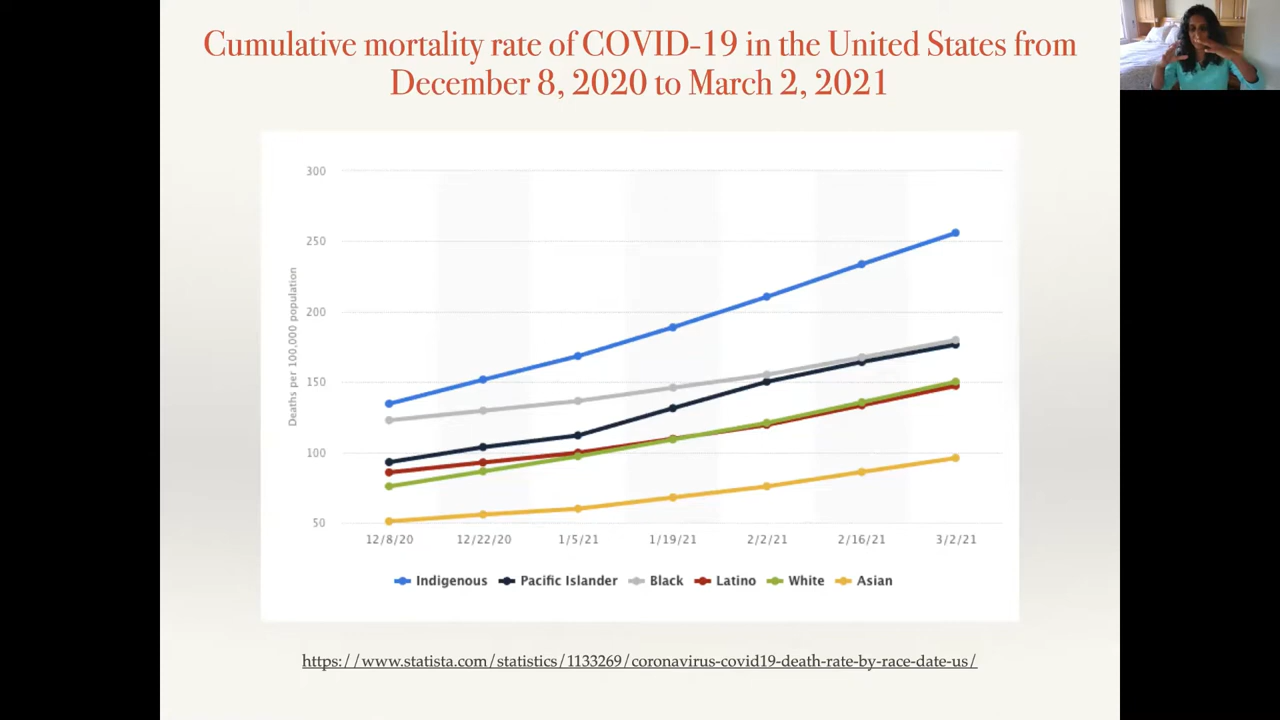 Cumulative mortality rate of COVID-19 in the United States from
December 8, 2020 to March 2, 2021
300
250
200
150
100
50
Deaths per 100,000 population
12/8/20 12/22/20 1/5/21 1/19/21 2/2/21 2/16/21 3/2/21
Indigenous Pacific Islander Black Latino White Asian
https://www.statista.com/statistics/1133269/coronavirus-covid19-death-rate-by-race-date-us/